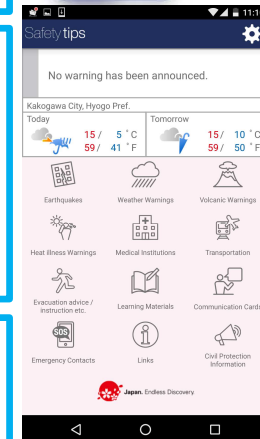 11:1
Safety tips
No warning has been announced.
Kakogawa City, Hyogo Pref.
Today
15 / 5 °C
59 / 41 °F
Tomorrow
15 / 10 °C
59 / 50 °F
Earthquakes
Weather Warnings
Volcanic Warnings
Heat illness Warnings
Medical Institutions
Transportation
Evacuation advice /
instruction etc.
Learning Materials
Communication Cards
SOS
Emergency Contacts
Links
Civil Protection
Information
Japan. Endless Discovery.